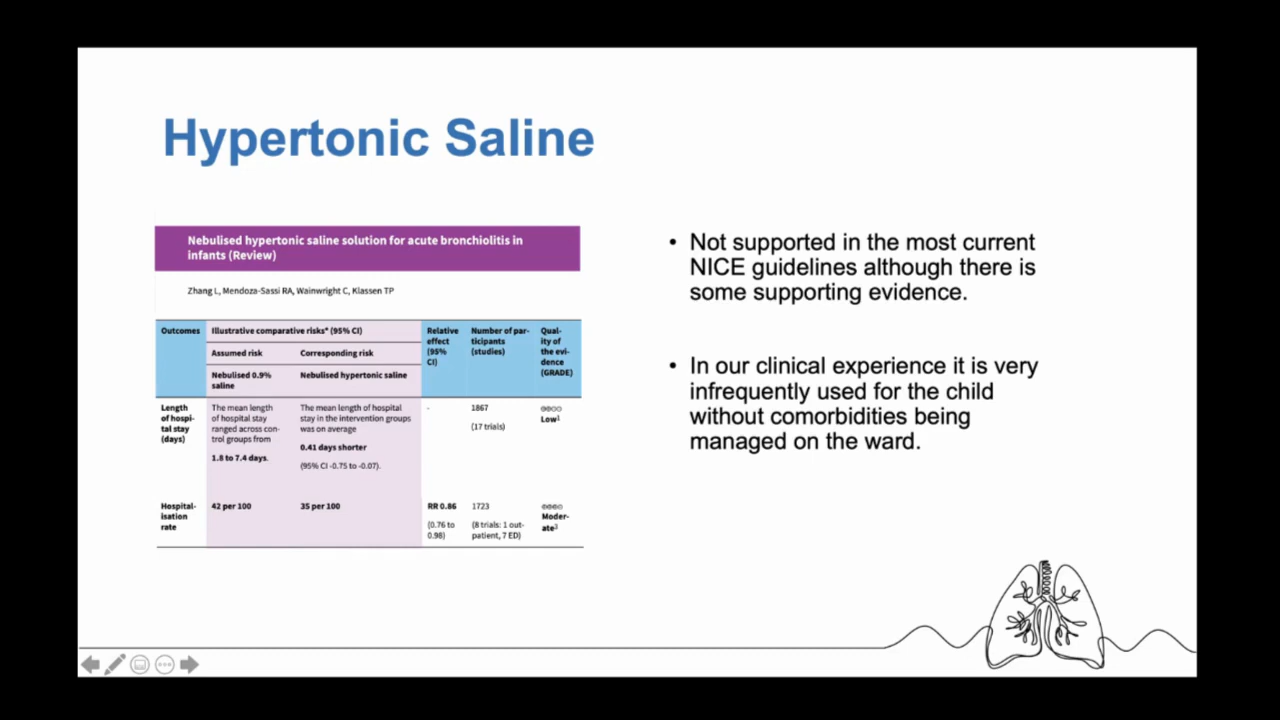 Hypertonic Saline
Nebulised hypertonic saline solution for acute bronchiolitis in
infants (Review)
Zhang L, Mendoza-Sassi RA, Wainwright C, Klassen TP
Outcomes
Illustrative comparative risks* (95% CI)
Relative
effect
(95%
CI)
Number of par-
ticipants
(studies)
Qual-
ity of
the evi-
dence
(GRADE)
Assumed risk
Corresponding risk
Nebulised 0.9%
saline
Nebulised hypertonic saline
Length
of hospi-
tal stay
(days)
The mean length
of hospital stay
ranged across con-
trol groups from
1.8 to 7.4 days.
The mean length of hospital
stay in the intervention groups
was on average
0.41 days shorter
(95% CI -0.75 to -0.07).
-
1867
(17 trials)
⊕⊕⊝⊝
Low1
Hospital-
isation
rate
42 per 100
35 per 100
RR 0.86
(0.76 to
0.98)
1723
(8 trials: 1 out-
patient, 7 ED)
⊕⊕⊕⊝
Moder-
ate
• Not supported in the most current
NICE guidelines although there is
some supporting evidence.
• In our clinical experience it is very
infrequently used for the child
without comorbidities being
managed on the ward.